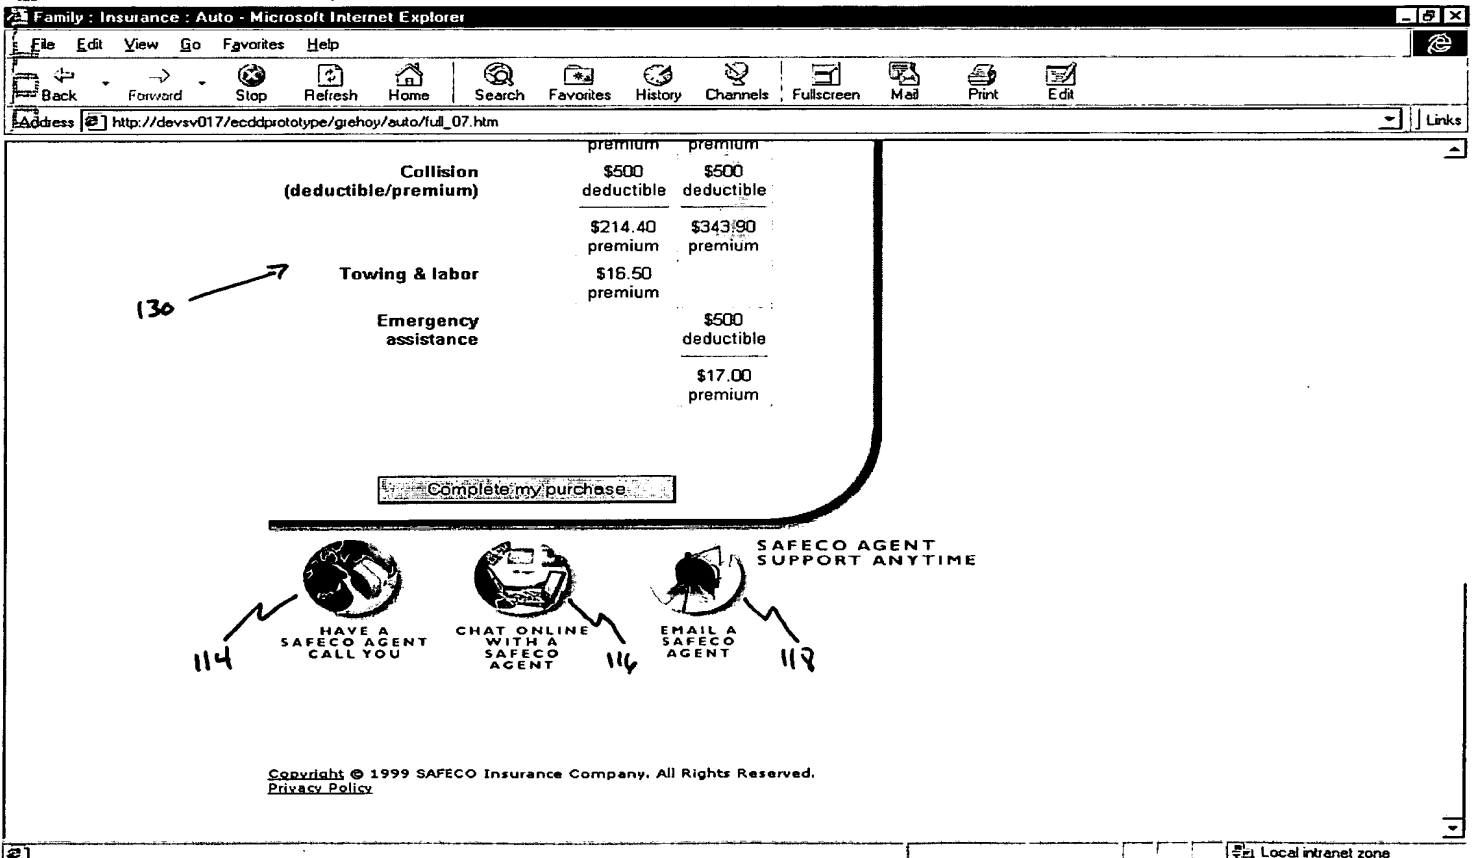 Family : Insurance : Auto - Microsoft Internet Explorer
File Edit View Go Favorites Help
Back Forward Stop Refresh Home Search Favorites History Channels Fullscreen Mail Print Edit
Address http://devsv017/ecddprototype/grehoy/auto/full_07.htm Links
premium premium
Collision $500 $500
(deductible/premium) deductible deductible
$214.40 $343.90
premium premium
Towing & labor $16.50
premium
130
Emergency $500
assistance deductible
$17.00
premium
Complete my purchase
SAFECO AGENT
SUPPORT ANYTIME
HAVE A
SAFECO AGENT
CALL YOU
CHAT ONLINE
WITH A
SAFECO
AGENT
EMAIL A
SAFECO
AGENT
114 116 118
Copyright © 1999 SAFECO Insurance Company. All Rights Reserved.
Privacy Policy
Local intranet zone